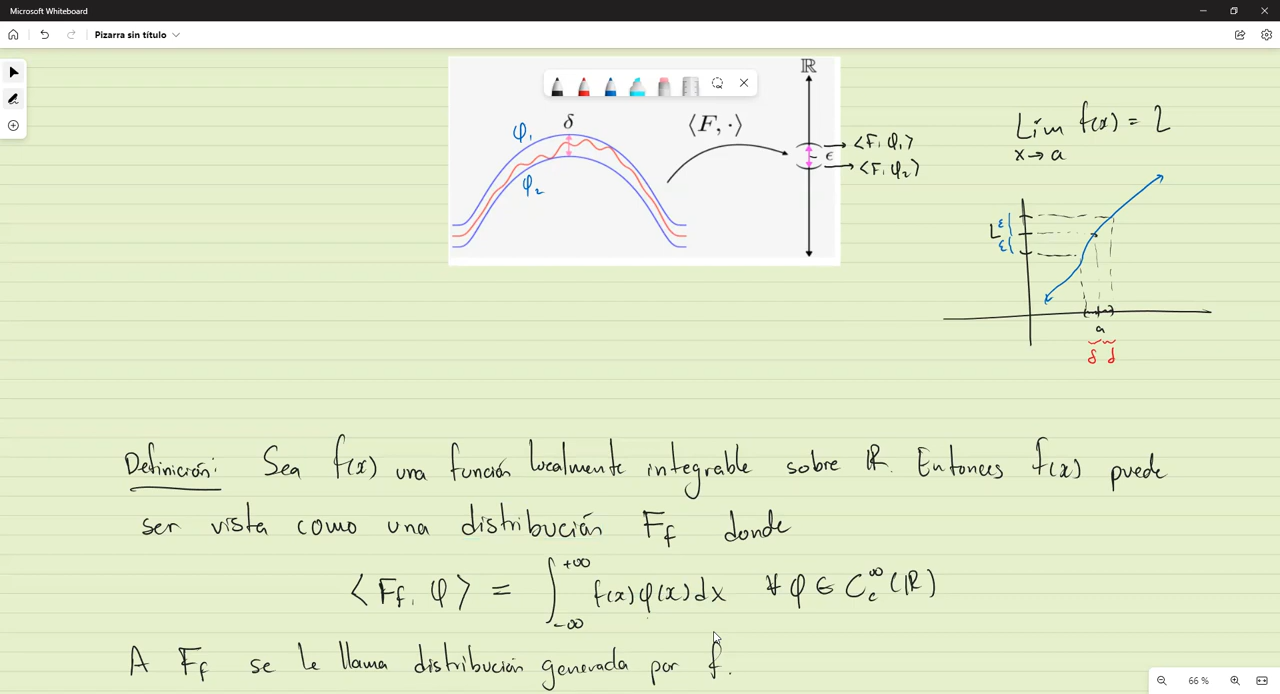 Microsoft Whiteboard
Pizarra sin título
ℝ
φ₁
δ
⟨F, ·⟩
ϵ
⟨F, φ₁⟩
⟨F, φ₂⟩
φ₂
Lím f(x) = L
x→a
L
ε
ε
a
δ δ
Definición: Sea f(x) una función localmente integrable sobre ℝ. Entonces f(x) puede
ser vista como una distribución F_f donde
⟨F_f, φ⟩ = ∫_{-∞}^{+∞} f(x)φ(x)dx ∀ φ ∈ C_c^∞(ℝ)
A F_f se le llama distribución generada por f.
66 %